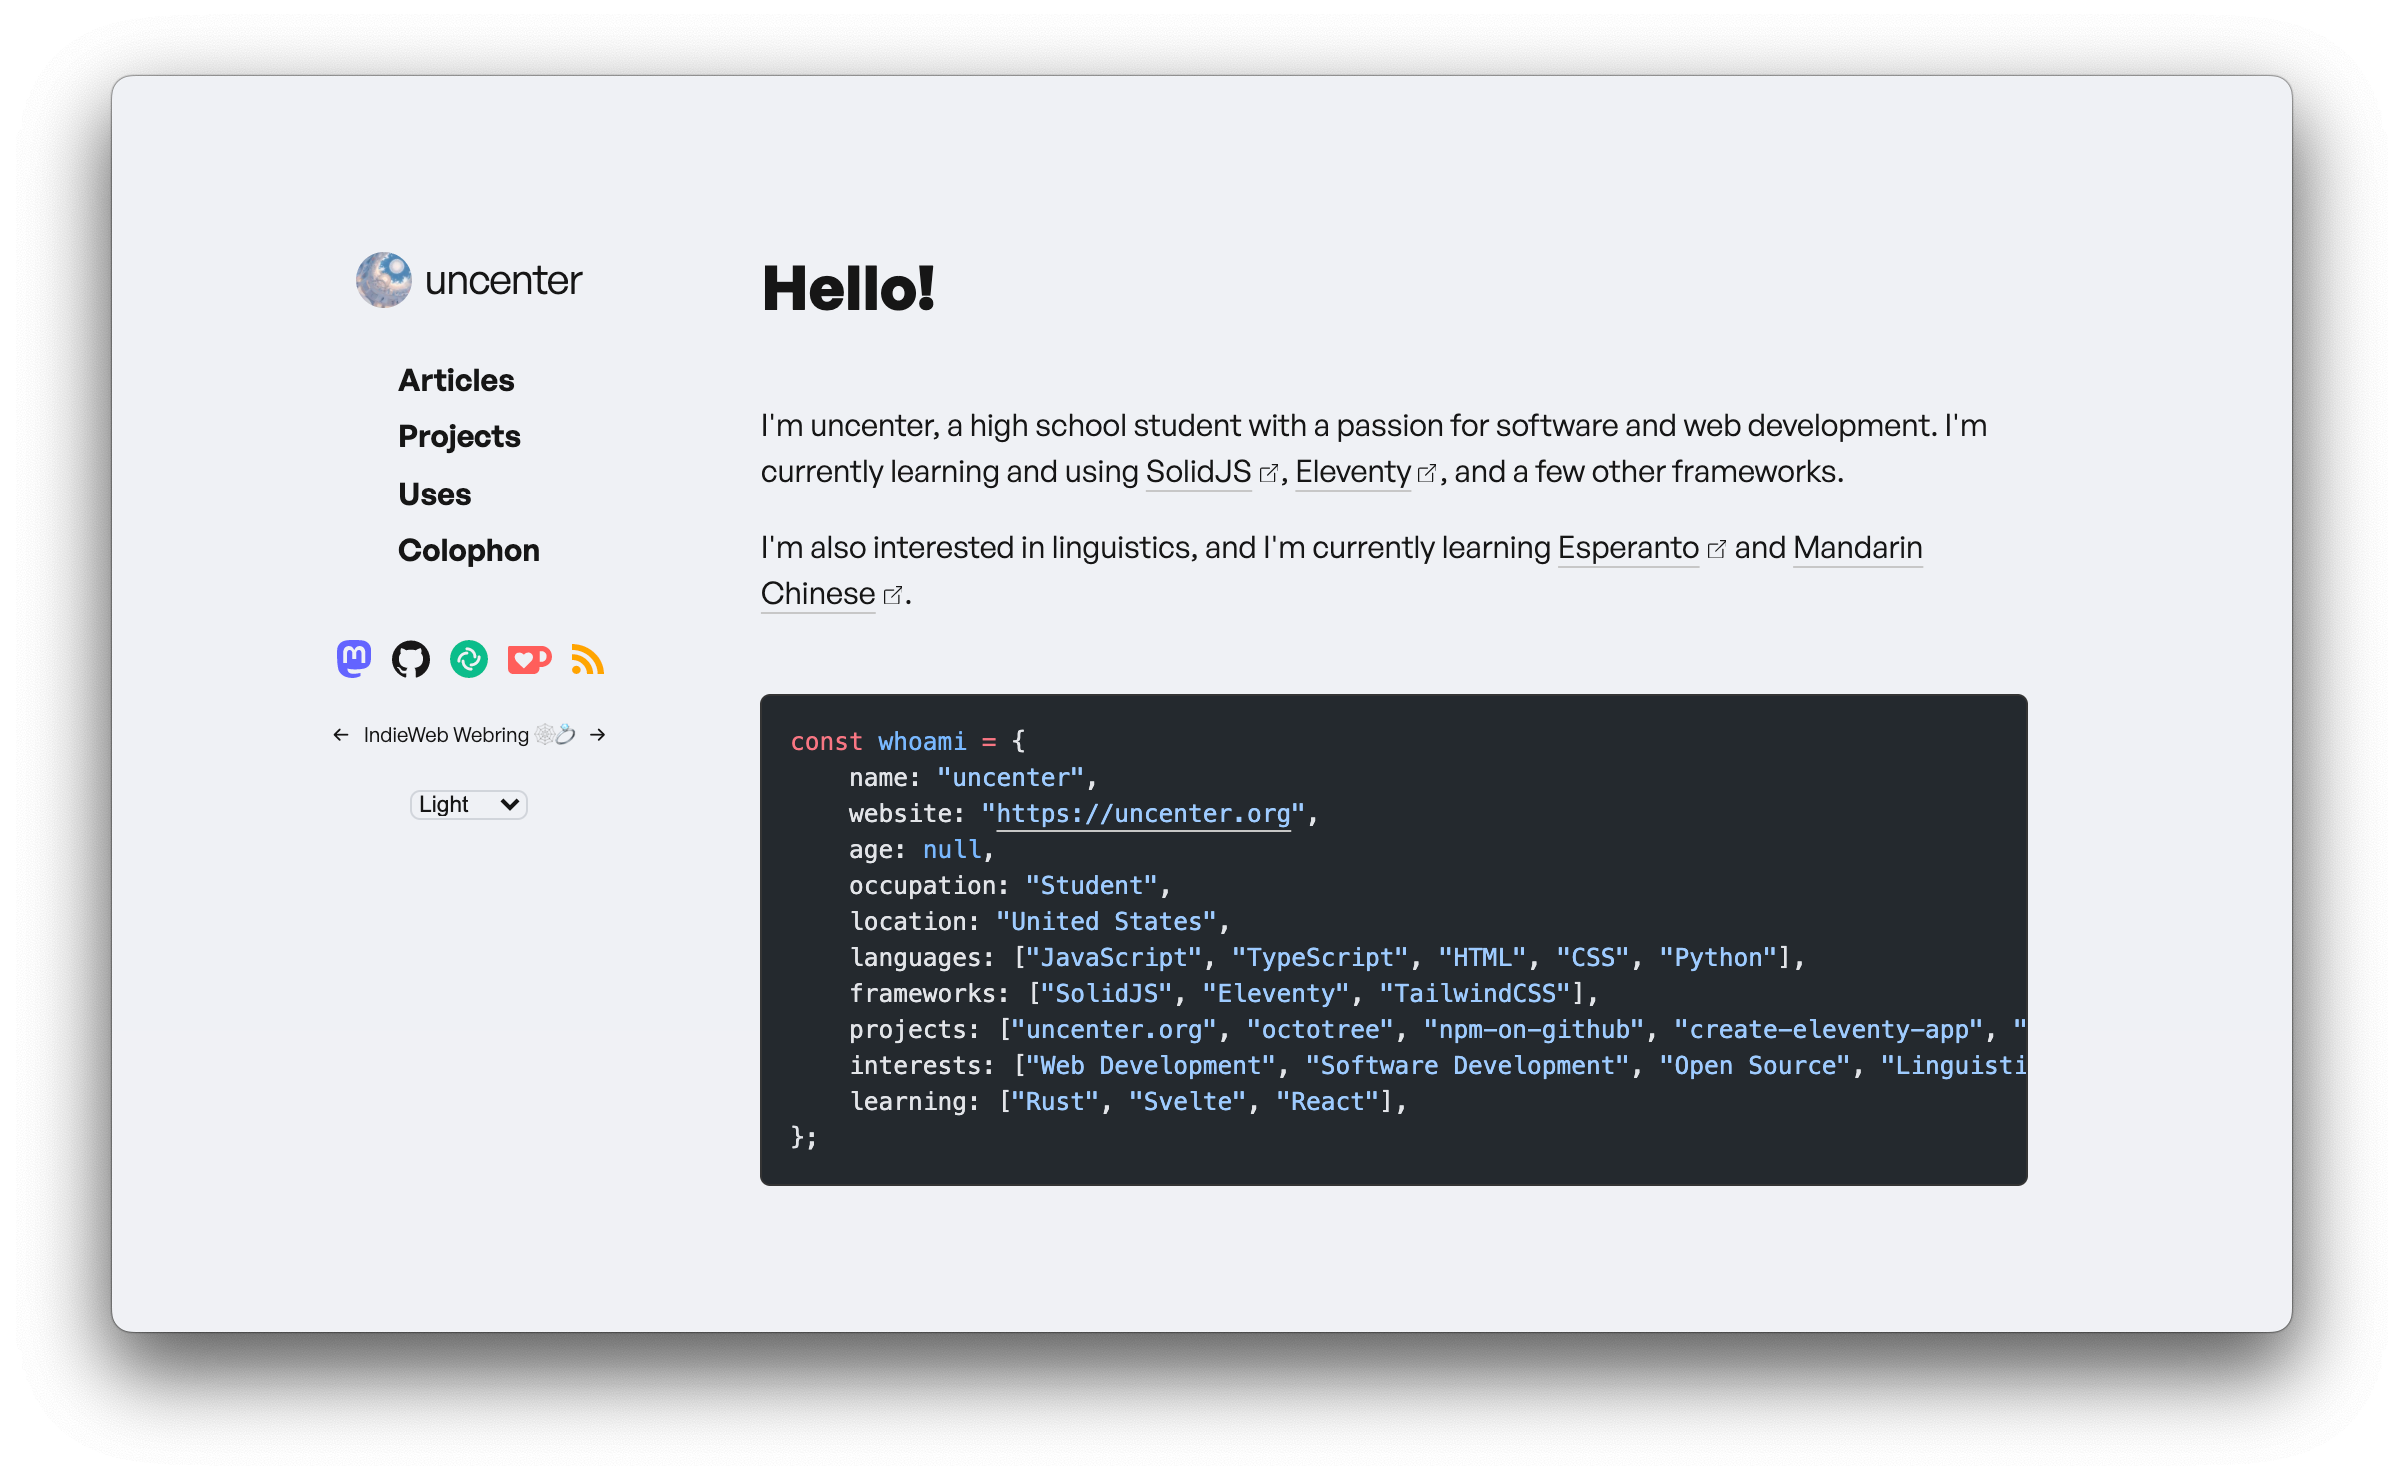 uncenter
Articles
Projects
Uses
Colophon
← IndieWeb Webring 🕸️💍 →
Light
Hello!
I'm uncenter, a high school student with a passion for software and web development. I'm
currently learning and using SolidJS, Eleventy, and a few other frameworks.
I'm also interested in linguistics, and I'm currently learning Esperanto and Mandarin
Chinese.
const whoami = {
    name: "uncenter",
    website: "https://uncenter.org",
    age: null,
    occupation: "Student",
    location: "United States",
    languages: ["JavaScript", "TypeScript", "HTML", "CSS", "Python"],
    frameworks: ["SolidJS", "Eleventy", "TailwindCSS"],
    projects: ["uncenter.org", "octotree", "npm-on-github", "create-eleventy-app", "
    interests: ["Web Development", "Software Development", "Open Source", "Linguisti
    learning: ["Rust", "Svelte", "React"],
};